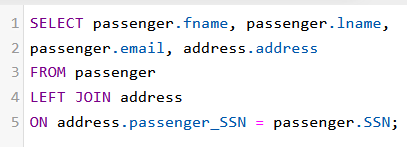 1 SELECT passenger.fname, passenger.lname,
2 passenger.email, address.address
3 FROM passenger
4 LEFT JOIN address
5 ON address.passenger_SSN = passenger.SSN;